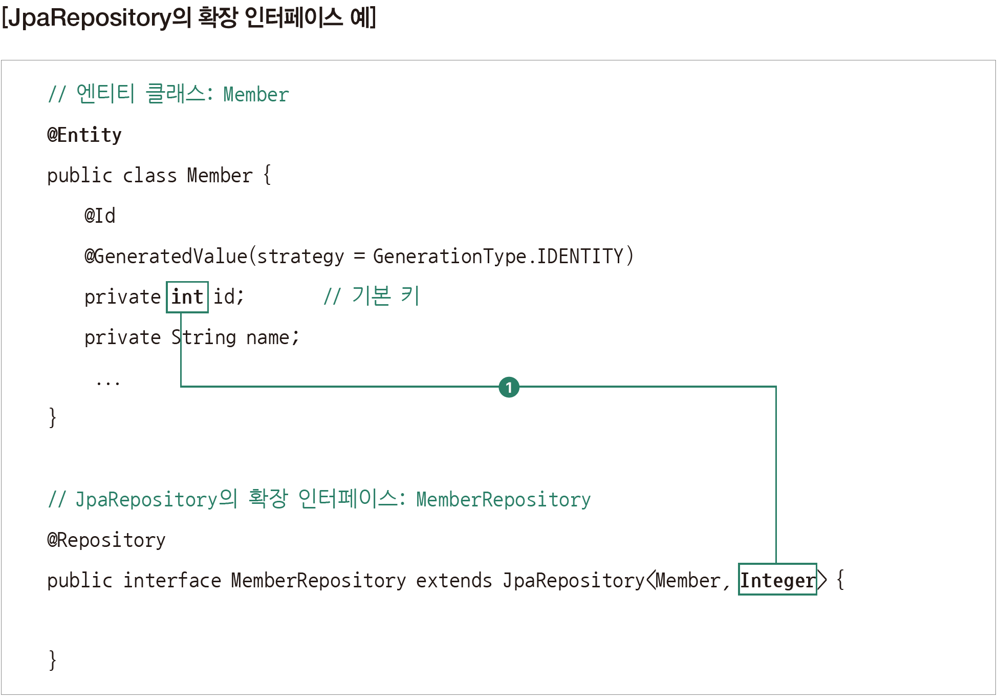 [JpaRepository의 확장 인터페이스 예]
// 엔티티 클래스: Member
@Entity
public class Member {
@Id
@GeneratedValue(strategy = GenerationType.IDENTITY)
private int id; // 기본 키
private String name;
...
1
}
// JpaRepository의 확장 인터페이스: MemberRepository
@Repository
public interface MemberRepository extends JpaRepository<Member, Integer> {
}